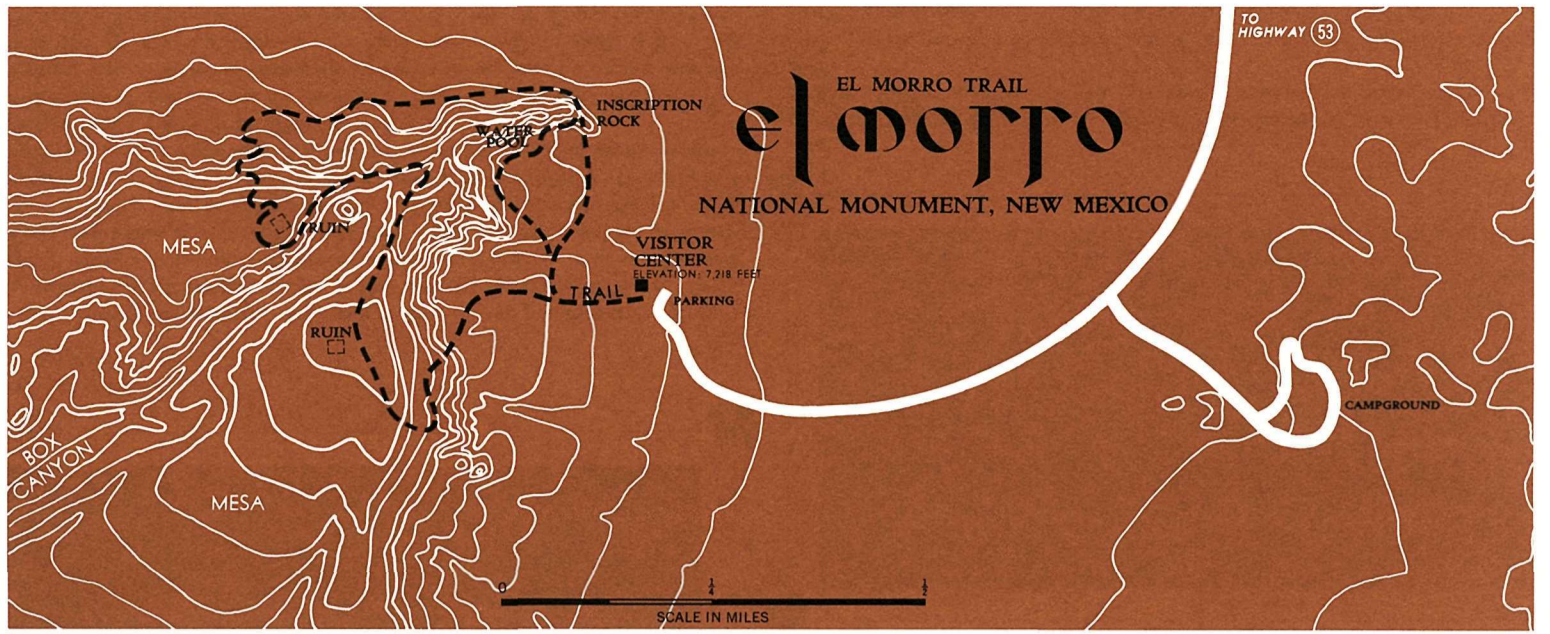 TO
HIGHWAY 53
EL MORRO TRAIL
el morro
NATIONAL MONUMENT, NEW MEXICO
INSCRIPTION
ROCK
WATER
POOL
RUIN
MESA
VISITOR
CENTER
ELEVATION: 7,218 FEET
TRAIL
PARKING
RUIN
CAMPGROUND
BOX
CANYON
MESA
0 1/4 1/2
SCALE IN MILES